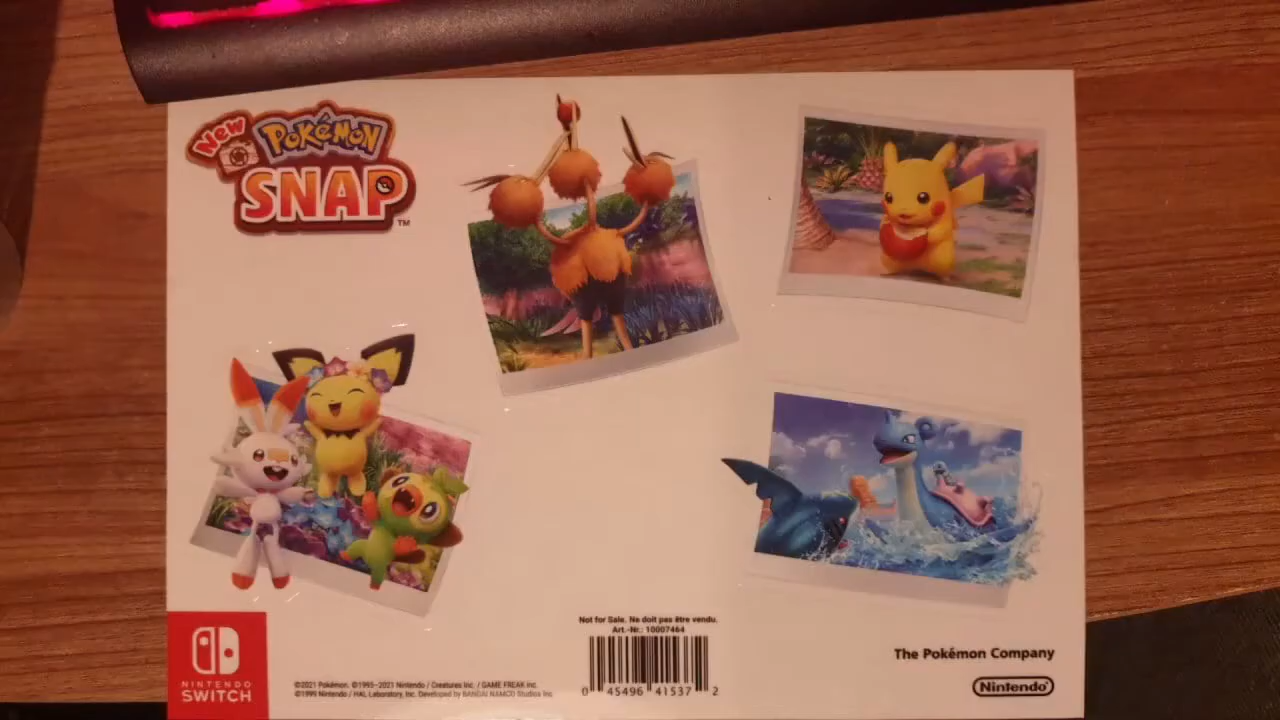 New
POKéMON
SNAP™
NINTENDO
SWITCH
©2021 Pokémon. ©1995–2021 Nintendo / Creatures Inc. / GAME FREAK inc.
©1999 Nintendo / HAL Laboratory, Inc. Developed by BANDAI NAMCO Studios Inc.
Not for Sale. Ne doit pas être vendu.
Art.-Nr.: 10007464
0 45496 41537 2
The Pokémon Company
Nintendo